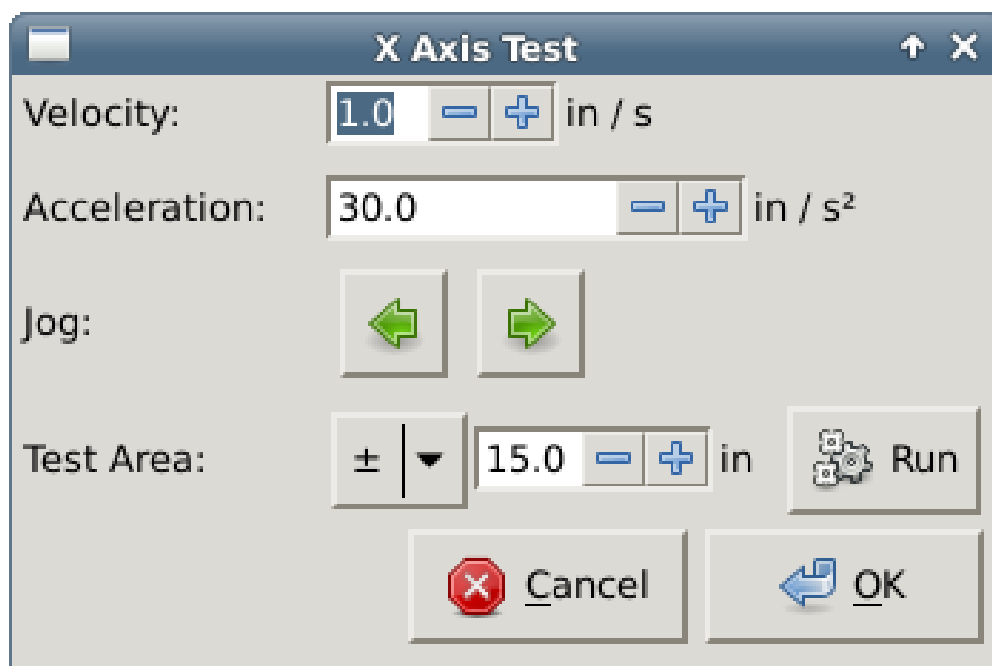 X Axis Test
Velocity: 1.0 in / s
Acceleration: 30.0 in / s²
Jog:
Test Area: ± 15.0 in Run
Cancel OK